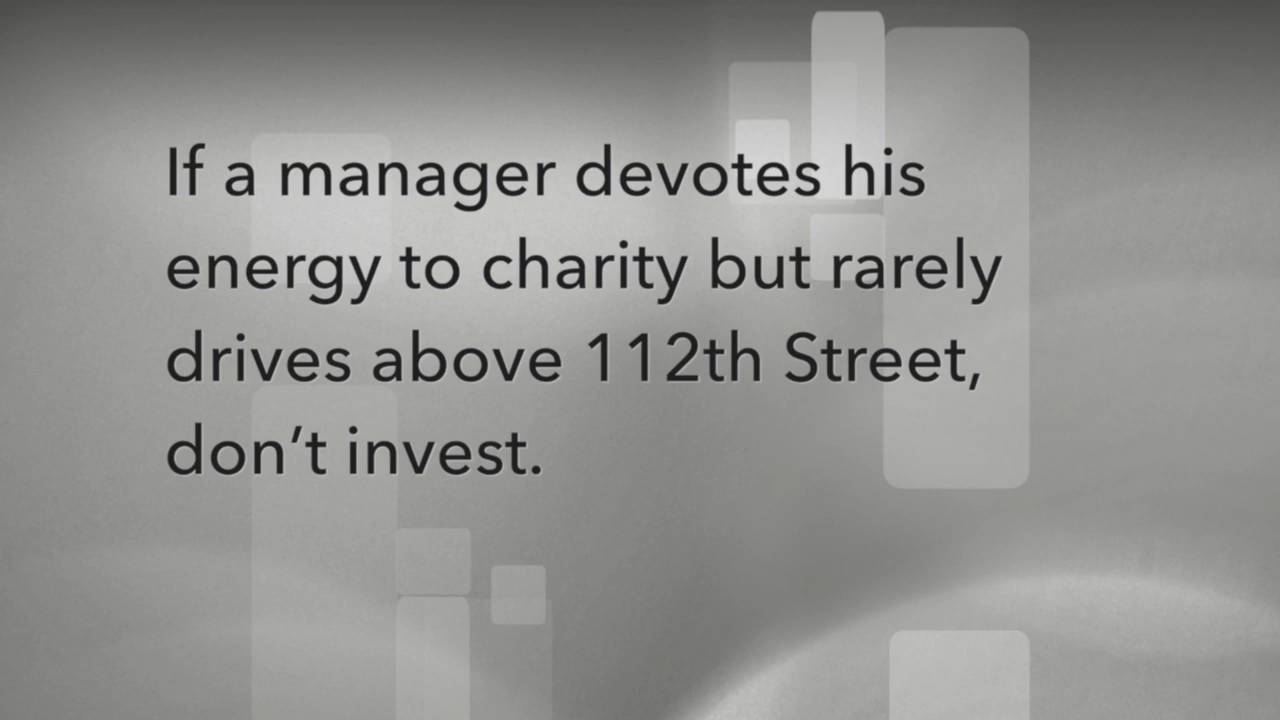 If a manager devotes his
energy to charity but rarely
drives above 112th Street,
don’t invest.